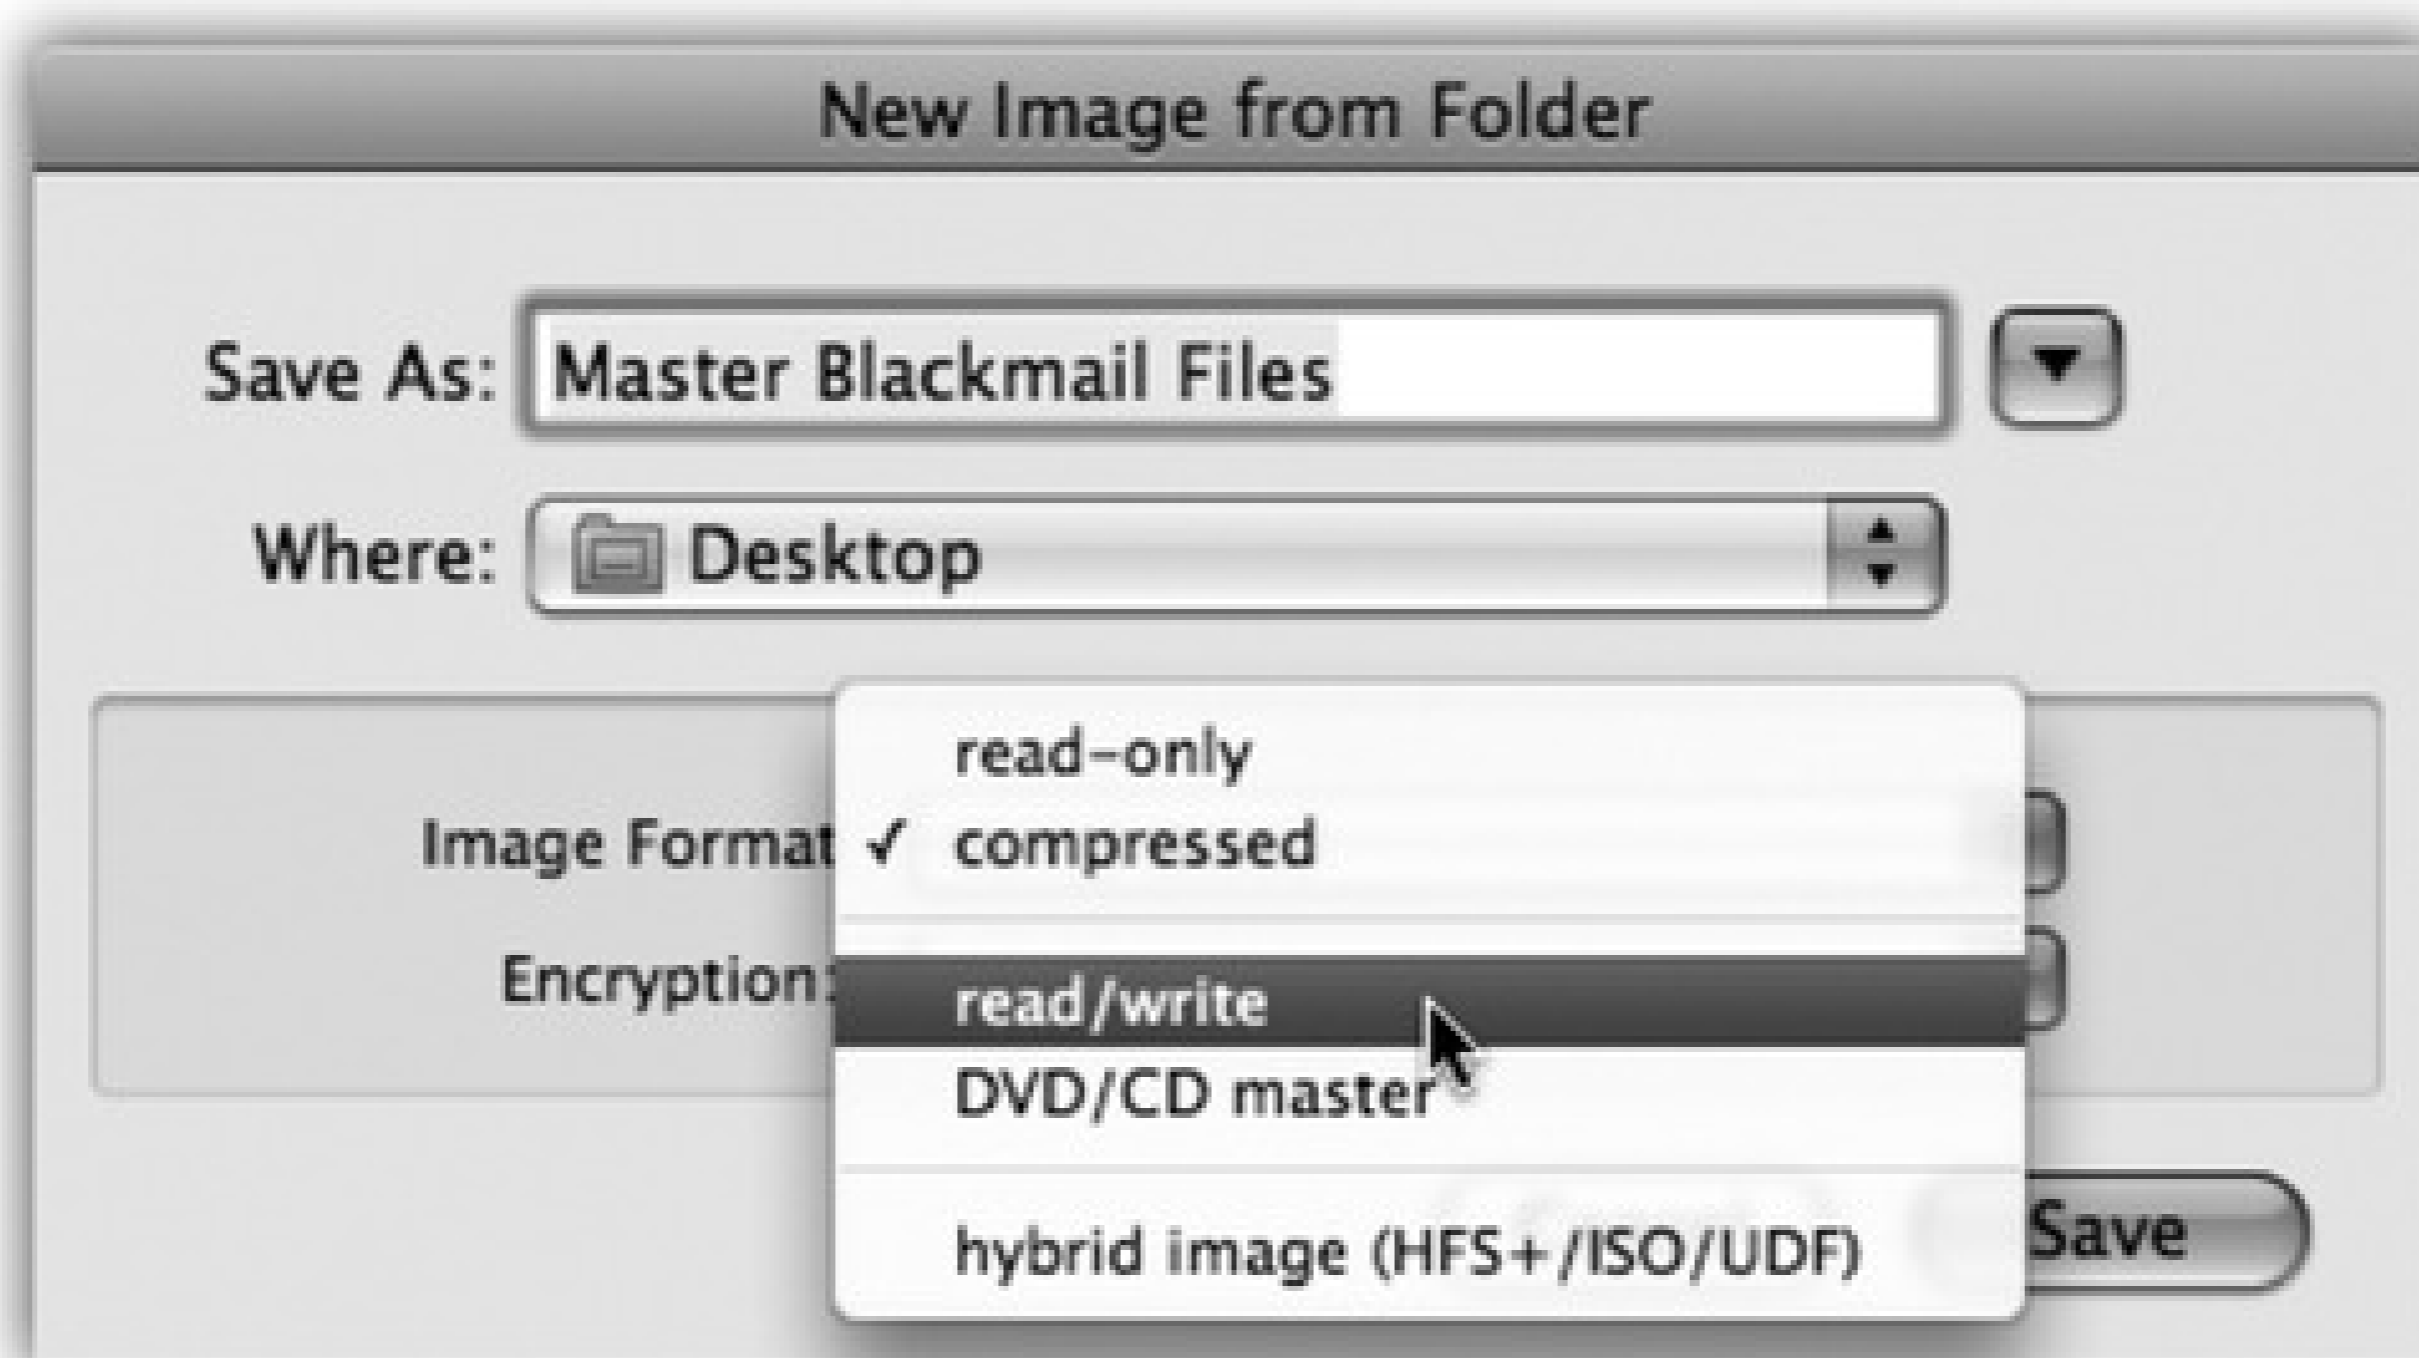 New Image from Folder
Save As: Master Blackmail Files
Where: Desktop
read-only
Image Format ✓ compressed
Encryption: read/write
DVD/CD master
hybrid image (HFS+/ISO/UDF)
Save